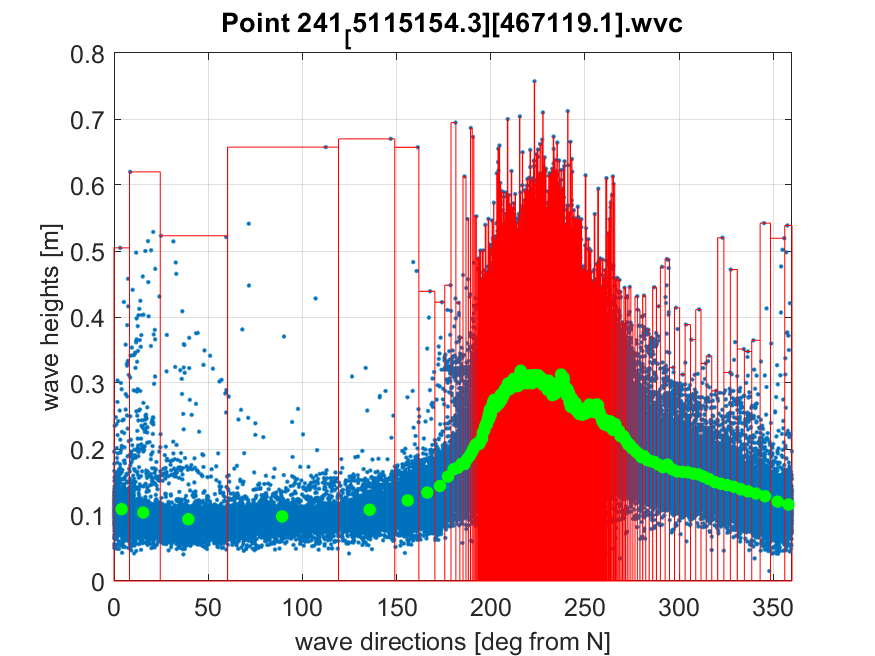 Point 241[5115154.3][467119.1].wvc
0.8
0.7
0.6
0.5
0.4
0.3
0.2
0.1
0
wave heights [m]
0 50 100 150 200 250 300 350
wave directions [deg from N]